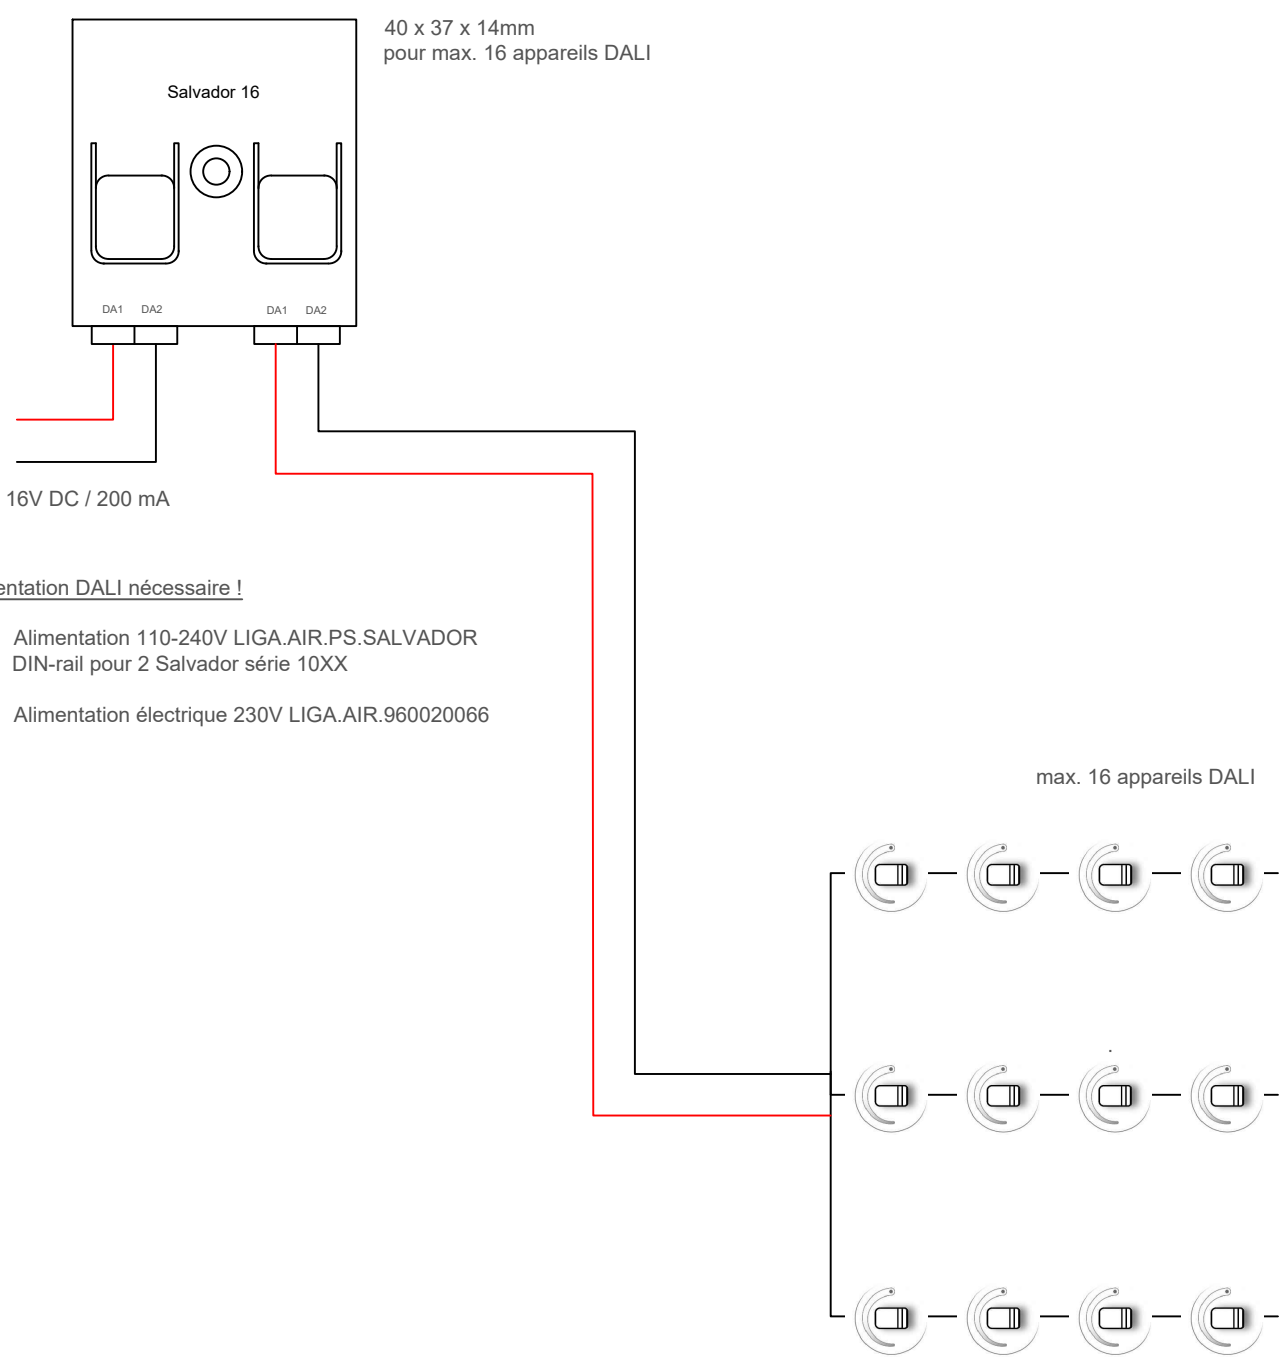 40 x 37 x 14mm
pour max. 16 appareils DALI
Salvador 16
DA1 DA2 DA1 DA2
16V DC / 200 mA
entation DALI nécessaire !
Alimentation 110-240V LIGA.AIR.PS.SALVADOR
DIN-rail pour 2 Salvador série 10XX
Alimentation électrique 230V LIGA.AIR.960020066
max. 16 appareils DALI